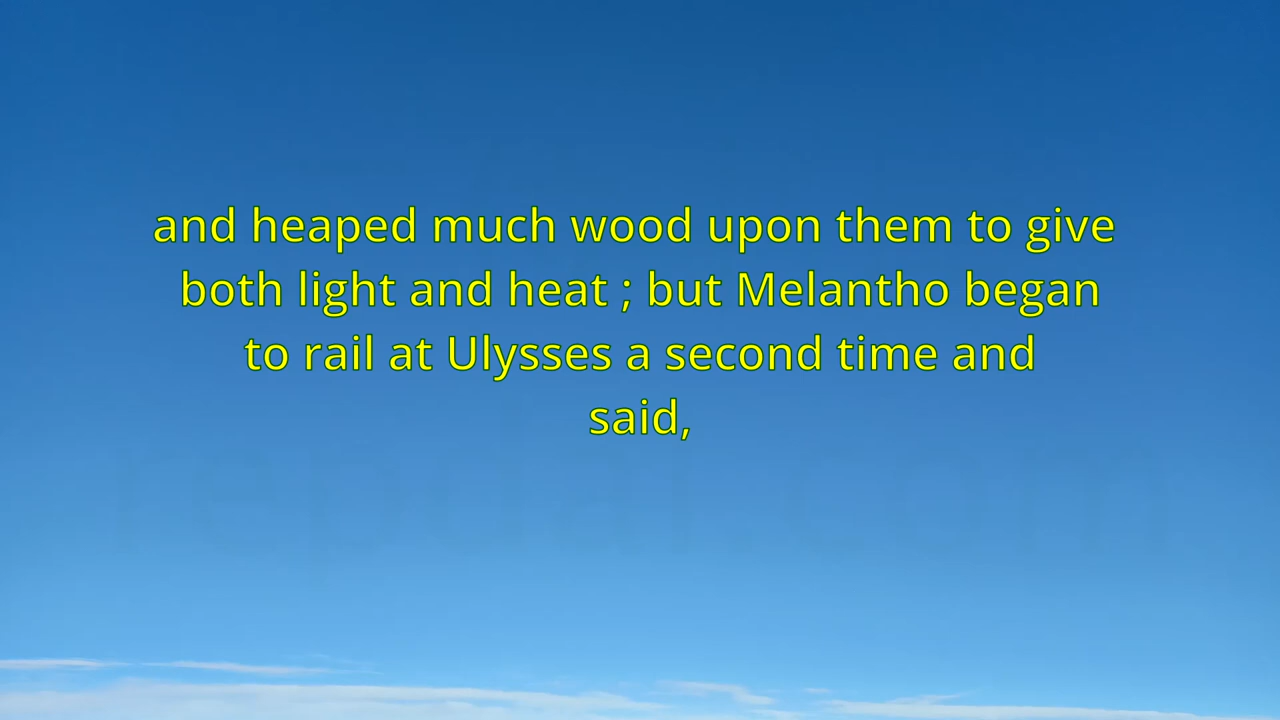 and heaped much wood upon them to give
both light and heat ; but Melantho began
to rail at Ulysses a second time and
said,